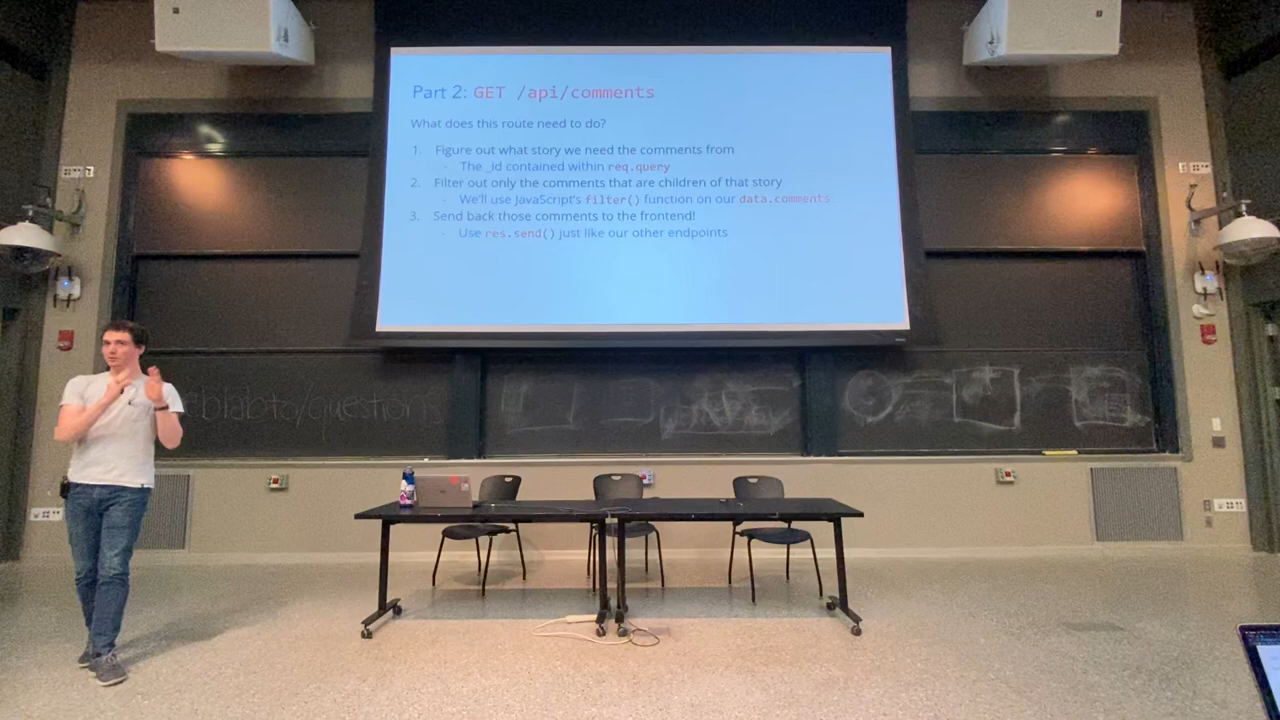 Part 2: GET /api/comments
What does this route need to do?
1. Figure out what story we need the comments from
- The _id contained within req.query
2. Filter out only the comments that are children of that story
- We'll use JavaScript's filter() function on our data.comments
3. Send back those comments to the frontend!
- Use res.send() just like our other endpoints
eblab.to/questions